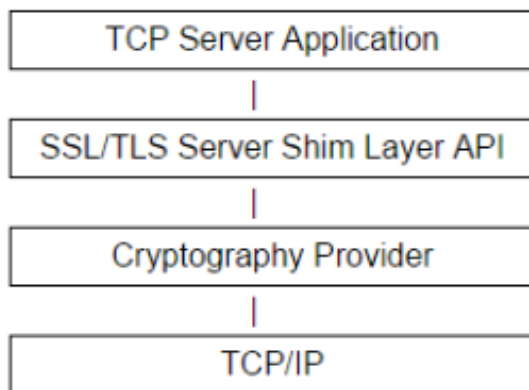 TCP Server Application
SSL/TLS Server Shim Layer API
Cryptography Provider
TCP/IP